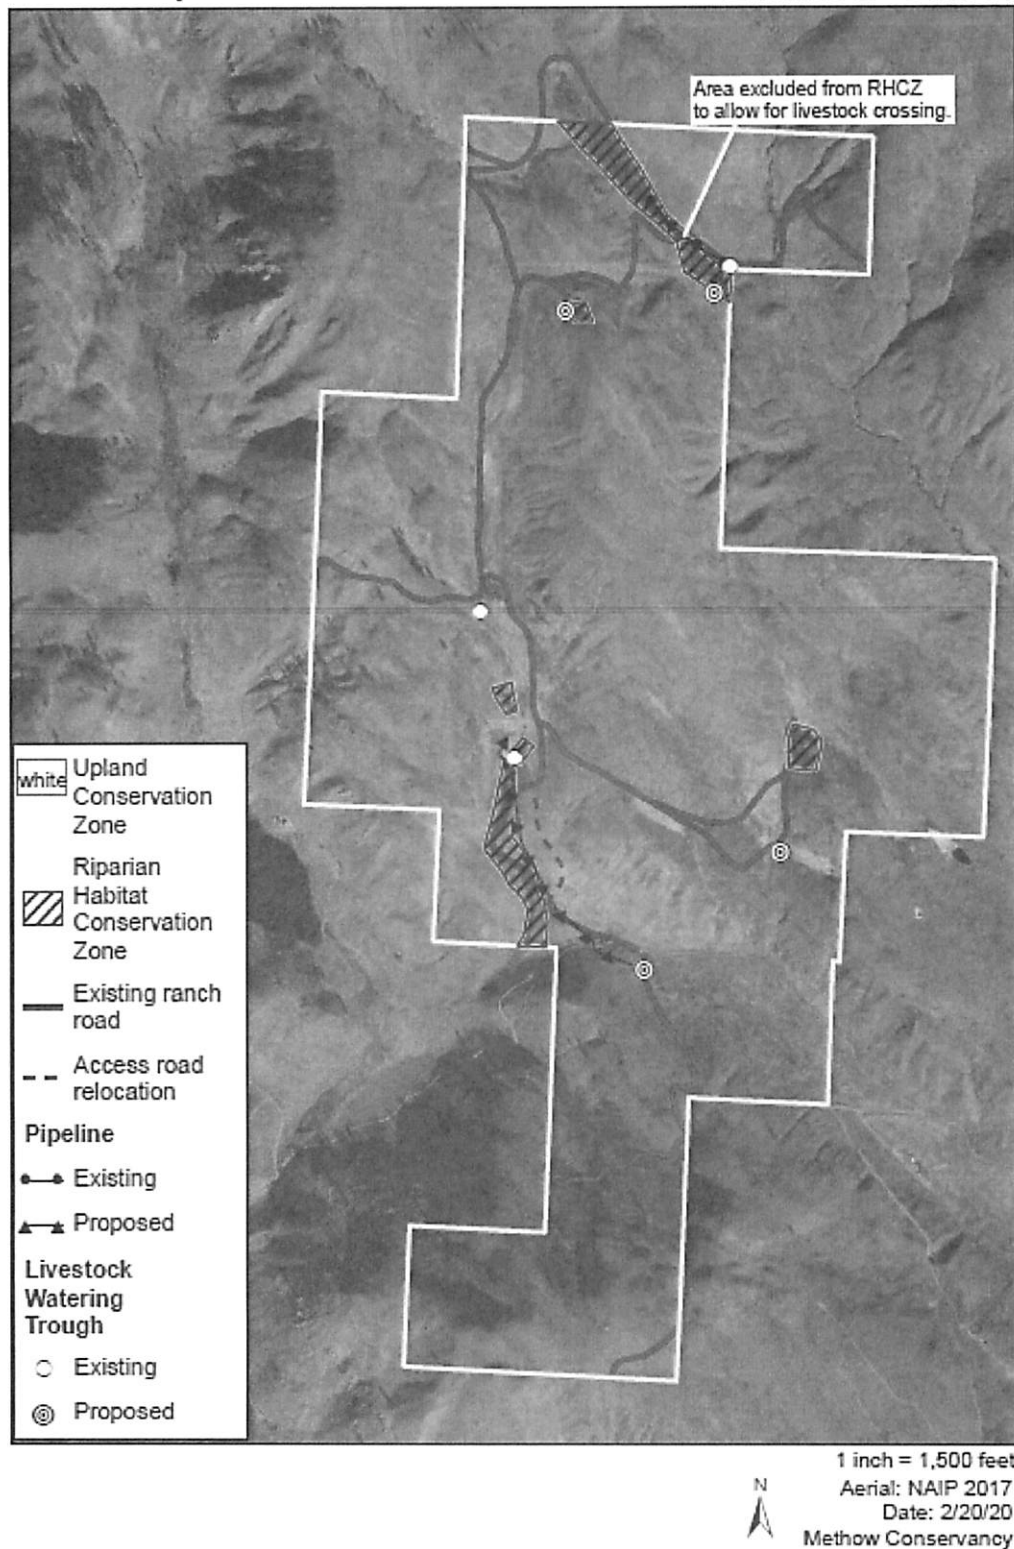 Area excluded from RHCZ
to allow for livestock crossing.
white
Upland
Conservation
Zone
Riparian
Habitat
Conservation
Zone
Existing ranch
road
Access road
relocation
Pipeline
Existing
Proposed
Livestock
Watering
Trough
Existing
Proposed
1 inch = 1,500 feet
N
Aerial: NAIP 2017
Date: 2/20/20
Methow Conservancy